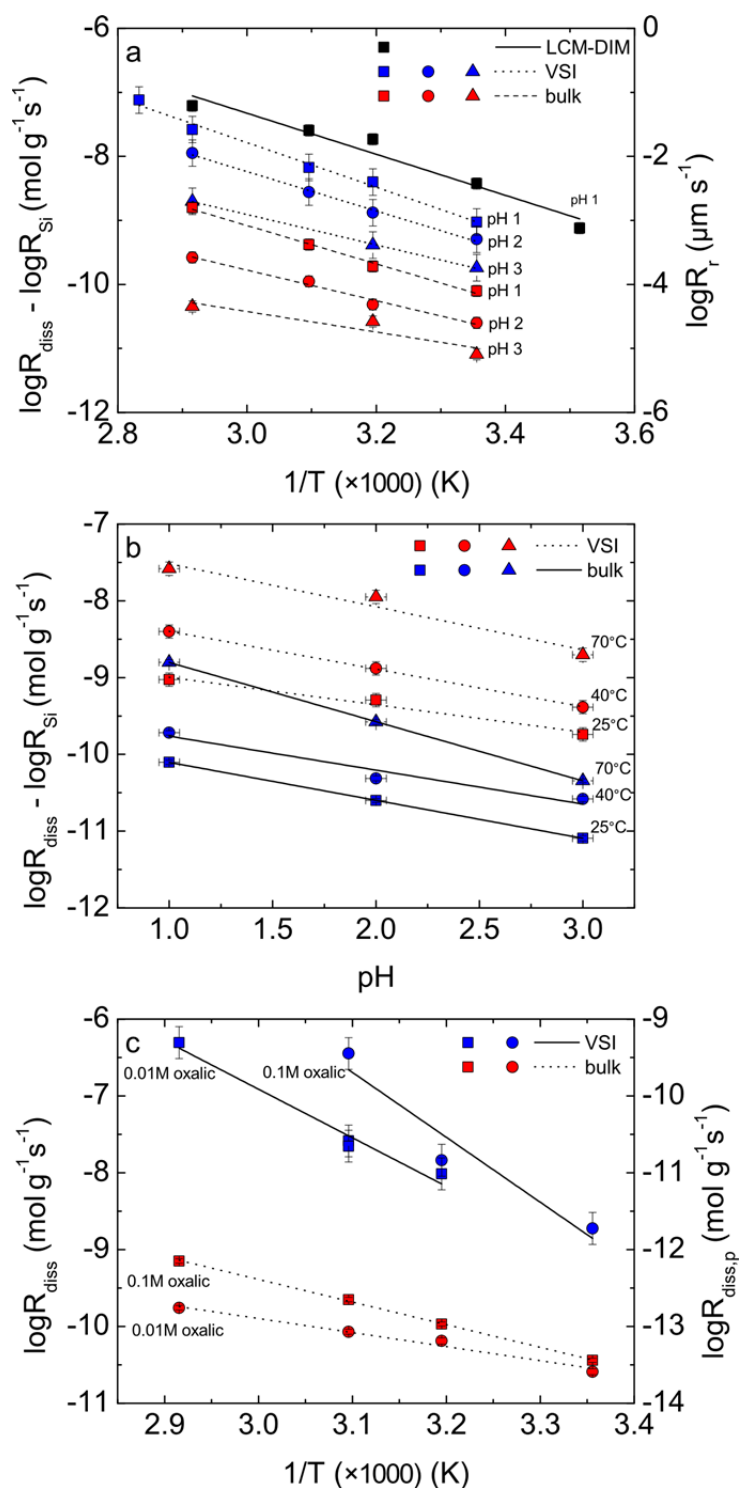 a
LCM-DIM
VSI
bulk
-6
-8
-10
-12
0
-2
-4
-6
pH 1
pH 1
pH 2
pH 3
pH 1
pH 2
pH 3
2.8 3.0 3.2 3.4 3.6
1/T (×1000) (K)
logR_diss - logR_Si (mol g⁻¹s⁻¹)
logR_r (μm s⁻¹)
b
VSI
bulk
-7
-8
-9
-10
-11
-12
70°C
40°C
25°C
70°C
40°C
25°C
1.0 1.5 2.0 2.5 3.0
pH
logR_diss - logR_Si (mol g⁻¹s⁻¹)
c
VSI
bulk
-6
-7
-8
-9
-10
-11
-9
-10
-11
-12
-13
-14
0.01M oxalic
0.1M oxalic
0.1M oxalic
0.01M oxalic
2.9 3.0 3.1 3.2 3.3 3.4
1/T (×1000) (K)
logR_diss (mol g⁻¹s⁻¹)
logR_diss,p (mol g⁻¹s⁻¹)